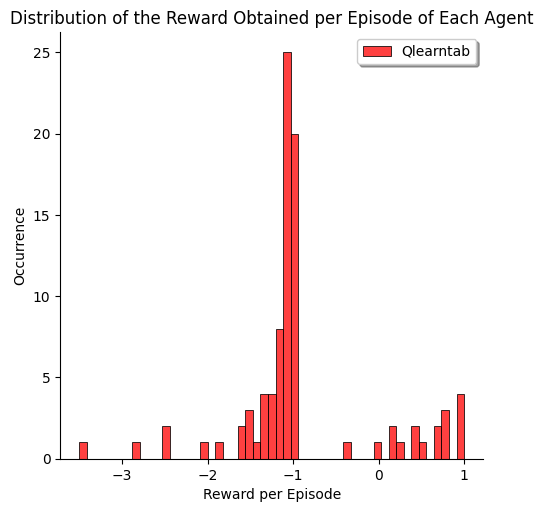 Distribution of the Reward Obtained per Episode of Each Agent
Qlearntab
25
20
15
10
5
0
Occurrence
−3
−2
−1
0
1
Reward per Episode